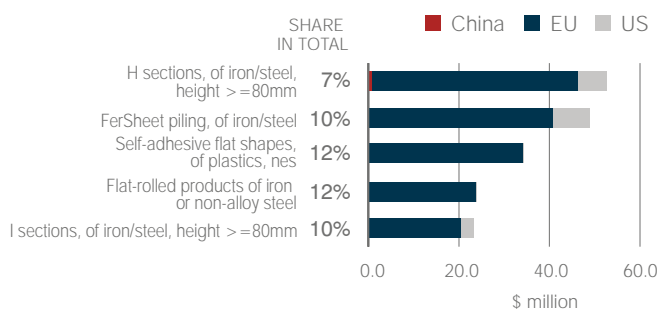 SHARE
IN TOTAL
China EU US
H sections, of iron/steel,
height >=80mm
7%
FerSheet piling, of iron/steel 10%
Self-adhesive flat shapes,
of plastics, nes
12%
Flat-rolled products of iron
or non-alloy steel
12%
I sections, of iron/steel, height >=80mm 10%
0.0 20.0 40.0 60.0
$ million